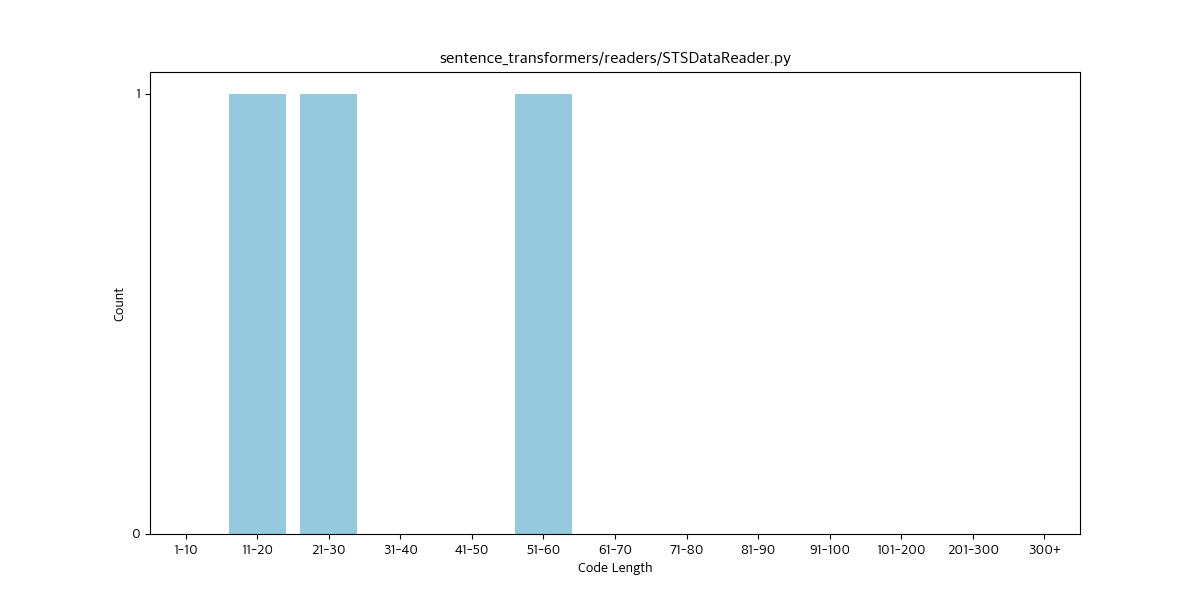 sentence_transformers/readers/STSDataReader.py
1
Count
0
1-10 11-20 21-30 31-40 41-50 51-60 61-70 71-80 81-90 91-100 101-200 201-300 300+
Code Length